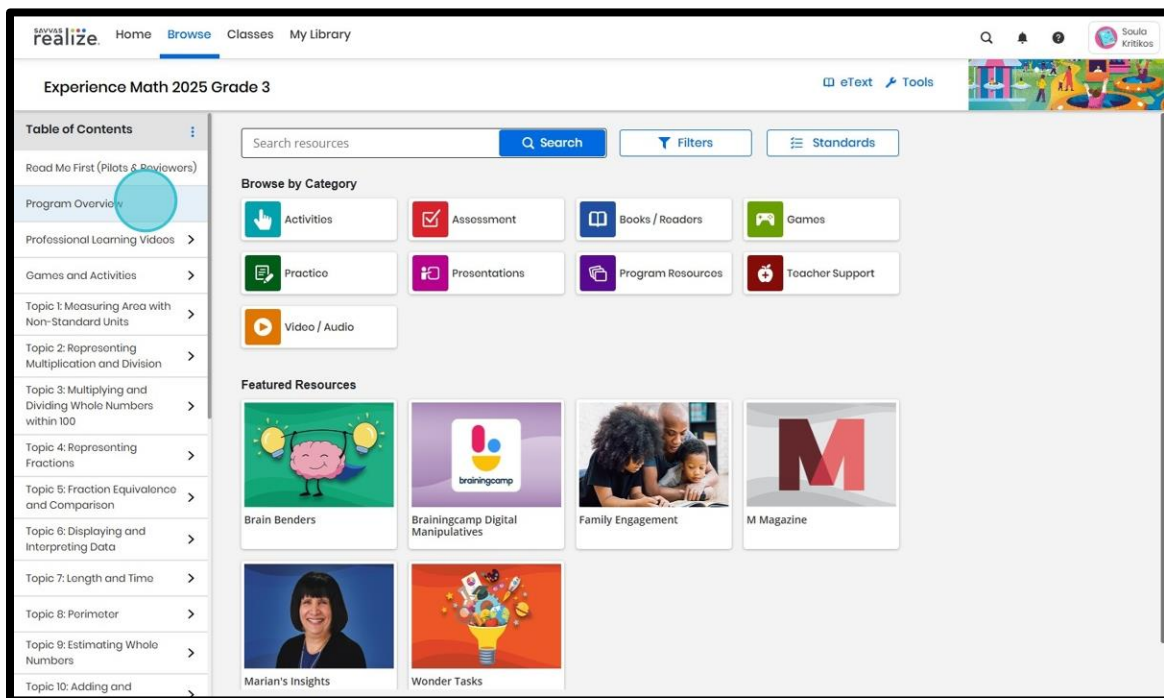 savvas realize. Home Browse Classes My Library
Soula
Kritikos
Experience Math 2025 Grade 3
eText Tools
Table of Contents
Read Me First (Pilots & Reviewers)
Program Overview
Professional Learning Videos
Games and Activities
Topic 1: Measuring Area with
Non-Standard Units
Topic 2: Representing
Multiplication and Division
Topic 3: Multiplying and
Dividing Whole Numbers
within 100
Topic 4: Representing
Fractions
Topic 5: Fraction Equivalence
and Comparison
Topic 6: Displaying and
Interpreting Data
Topic 7: Length and Time
Topic 8: Perimeter
Topic 9: Estimating Whole
Numbers
Topic 10: Adding and
Search resources
Search
Filters
Standards
Browse by Category
Activities
Assessment
Books / Readers
Games
Practice
Presentations
Program Resources
Teacher Support
Video / Audio
Featured Resources
brainingcamp
M
Brain Benders
Brainingcamp Digital
Manipulatives
Family Engagement
M Magazine
Marian's Insights
Wonder Tasks